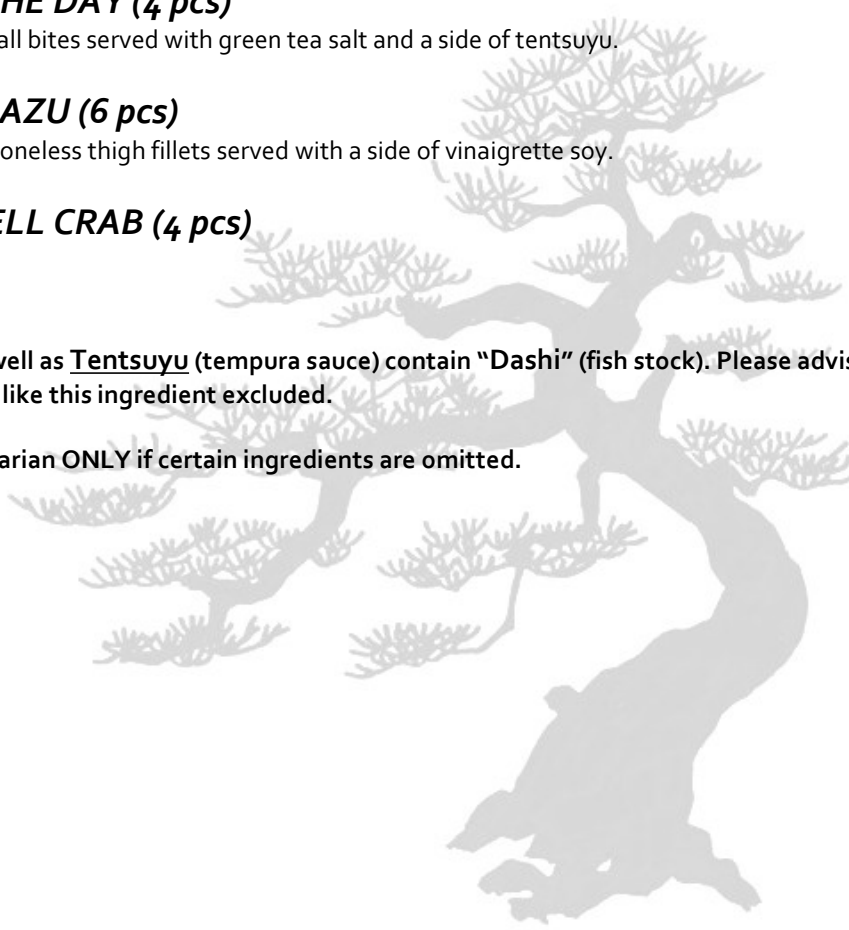 HE DAY (4 pcs)
all bites served with green tea salt and a side of tentsuyu.
AZU (6 pcs)
oneless thigh fillets served with a side of vinaigrette soy.
ELL CRAB (4 pcs)
well as Tentsuyu (tempura sauce) contain “Dashi” (fish stock). Please advis
like this ingredient excluded.
arian ONLY if certain ingredients are omitted.